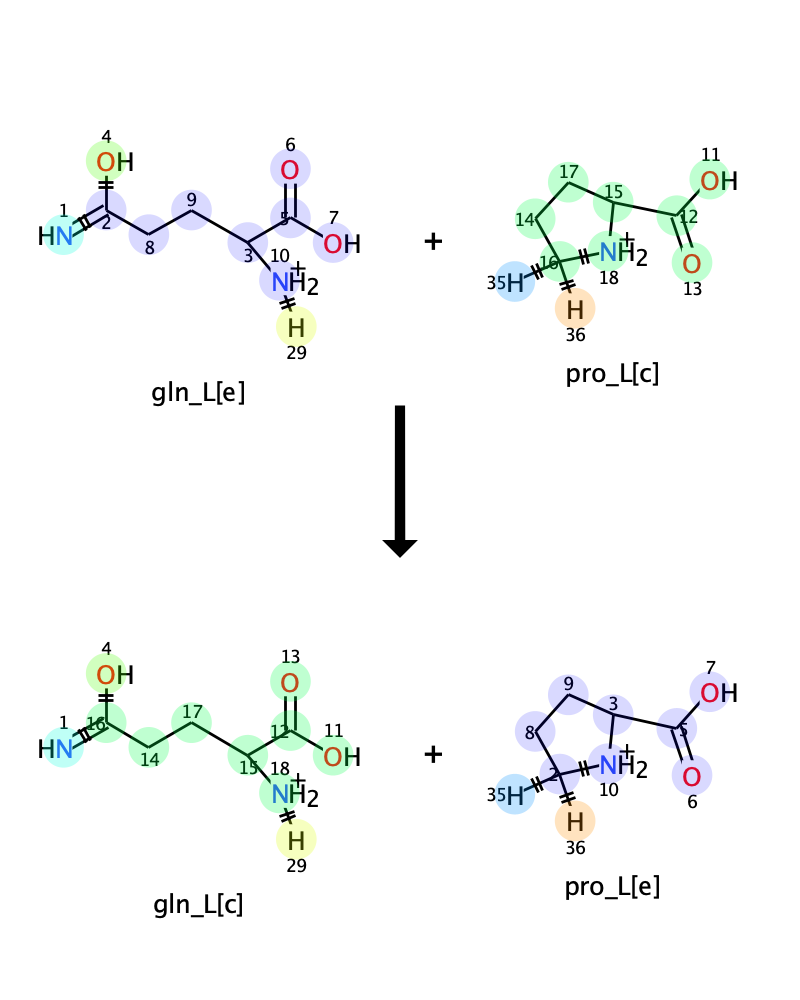 4
OH
1
HN
2
8
9
6
O
5
7
OH
3
10
NH2+
H
29
gln_L[e]
+
17
15
11
OH
14
12
16
NH2+
18
O
13
35H
H
36
pro_L[c]
4
OH
1
HN
16
14
17
13
O
12
11
OH
15
18
NH2+
H
29
gln_L[c]
+
9
3
7
OH
8
5
2
NH2+
10
O
6
35H
H
36
pro_L[e]